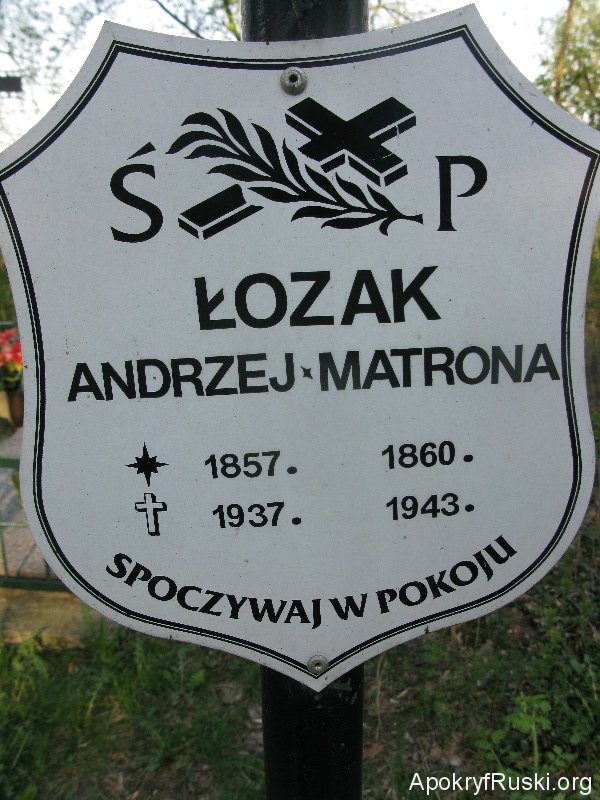 Ś P
ŁOZAK
ANDRZEJ MATRONA
1857. 1860.
1937. 1943.
SPOCZYWAJ W POKOJU
ApokryfRuski.org